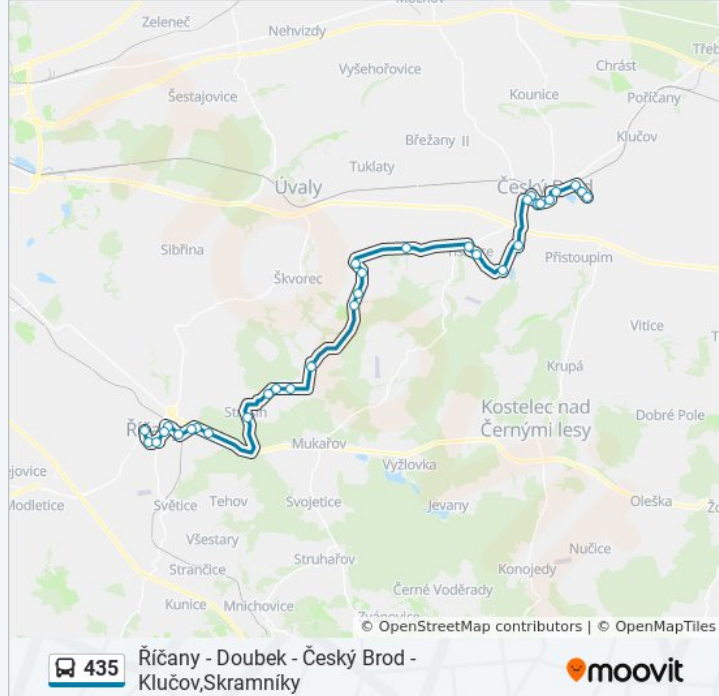 Zeleneč
Mochov
Nehvizdy
Vyšehořovice
Chrást
Šestajovice
Kounice
Poříčany
Břežany II
Klučov
Tuklaty
Úvaly
Český Brod
Sibřina
Škvorec
Přistoupim
Vitice
Krupá
Kostelec nad
Černými lesy
Dobré Pole
Mukařov
Vyžlovka
Modletice
Světice
Tehov
Svojetice
Jevany
Oleška
Všestary
Struhařov
Nučice
Strančice
Konojedy
Kunice
Mnichovice
Černé Voděrady
© OpenStreetMap contributors | © OpenMapTiles
435
Říčany - Doubek - Český Brod -
Klučov,Skramníky
moovit